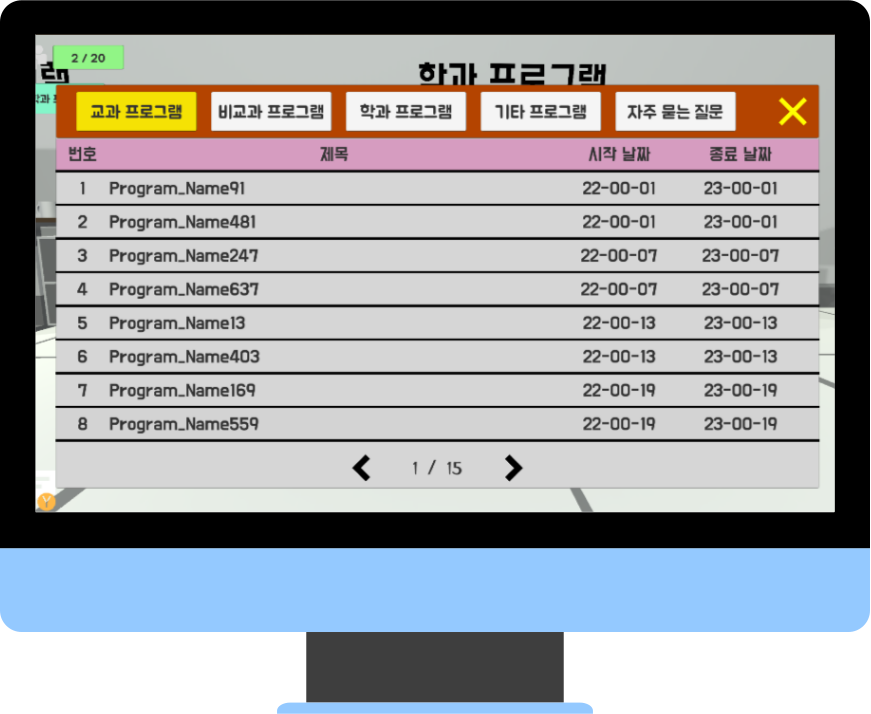 2 / 20
학과 프로그램
램
교과 프로그램 비교과 프로그램 학과 프로그램 기타 프로그램 자주 묻는 질문
번호 제목 시작 날짜 종료 날짜
1 Program_Name91 22-00-01 23-00-01
2 Program_Name481 22-00-01 23-00-01
3 Program_Name247 22-00-07 23-00-07
4 Program_Name637 22-00-07 23-00-07
5 Program_Name13 22-00-13 23-00-13
6 Program_Name403 22-00-13 23-00-13
7 Program_Name169 22-00-19 23-00-19
8 Program_Name559 22-00-19 23-00-19
1 / 15